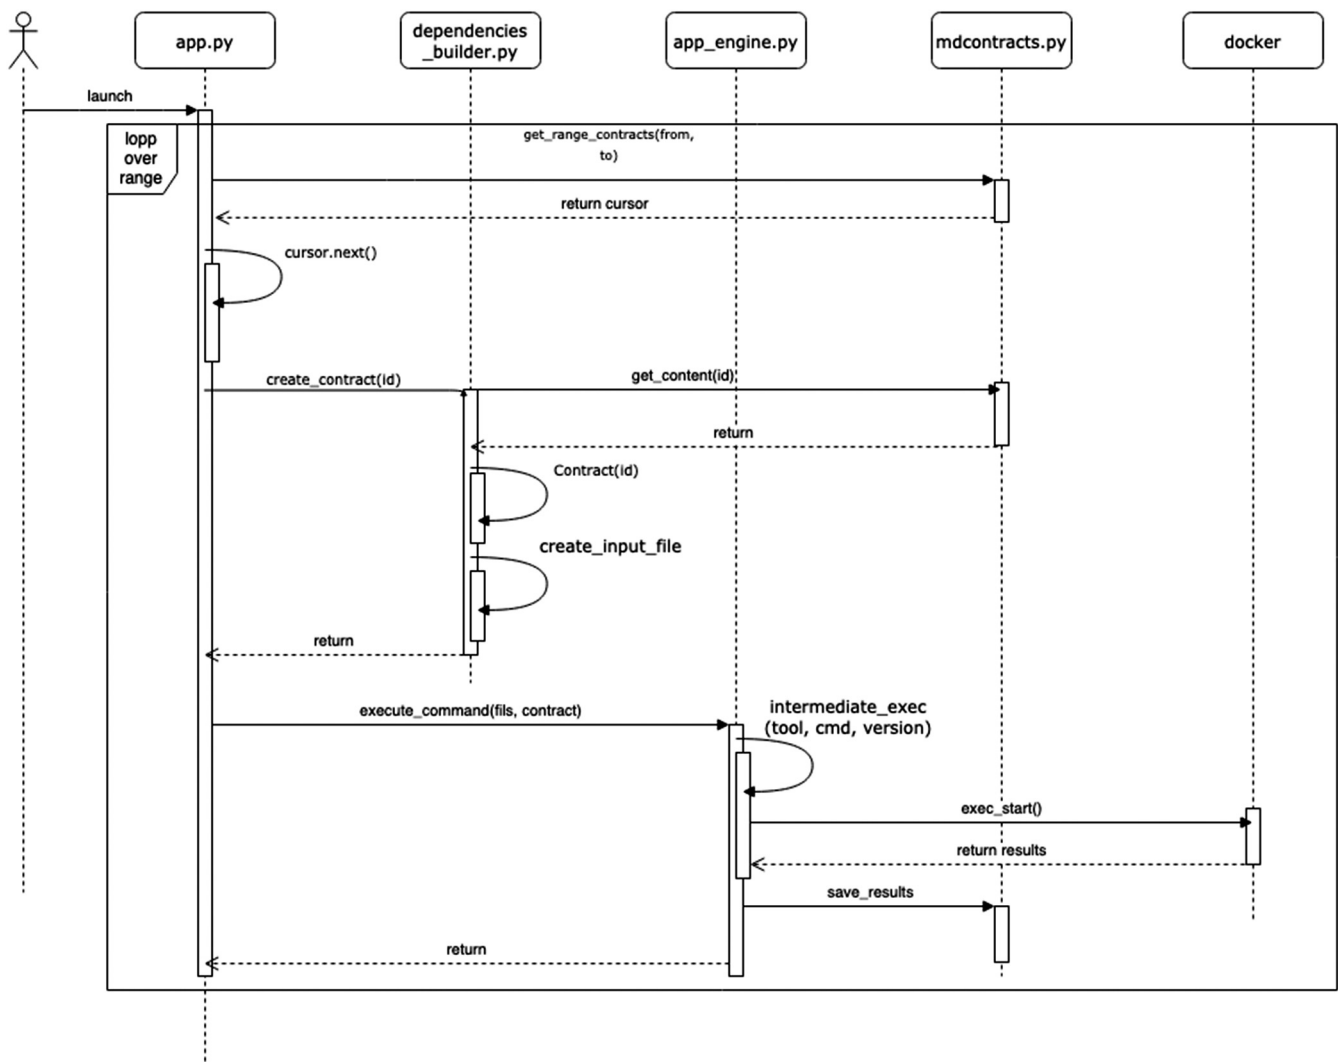 app.py
dependencies
_builder.py
app_engine.py
mdcontracts.py
docker
launch
lopp
over
range
get_range_contracts(from,
to)
return cursor
cursor.next()
create_contract(id)
get_content(id)
return
Contract(id)
create_input_file
return
execute_command(fils, contract)
intermediate_exec
(tool, cmd, version)
exec_start()
return results
save_results
return